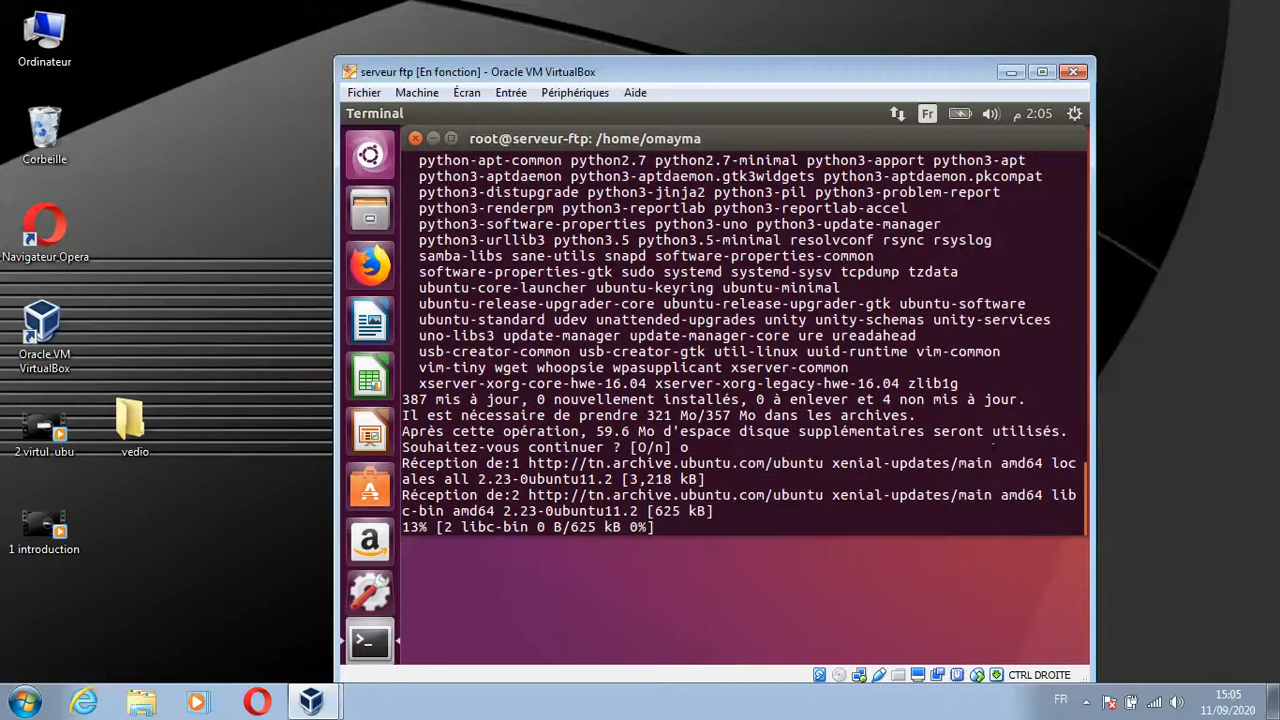 Ordinateur
Corbeille
Navigateur Opera
Oracle VM
VirtualBox
2 virtul_ubu
vedio
1 introduction
serveur ftp [En fonction] - Oracle VM VirtualBox
Fichier Machine Écran Entrée Périphériques Aide
Terminal
Fr
2:05 م
root@serveur-ftp: /home/omayma
python-apt-common python2.7 python2.7-minimal python3-apport python3-apt
python3-aptdaemon python3-aptdaemon.gtk3widgets python3-aptdaemon.pkcompat
python3-distupgrade python3-jinja2 python3-pil python3-problem-report
python3-renderpm python3-reportlab python3-reportlab-accel
python3-software-properties python3-uno python3-update-manager
python3-urllib3 python3.5 python3.5-minimal resolvconf rsync rsyslog
samba-libs sane-utils snapd software-properties-common
software-properties-gtk sudo systemd systemd-sysv tcpdump tzdata
ubuntu-core-launcher ubuntu-keyring ubuntu-minimal
ubuntu-release-upgrader-core ubuntu-release-upgrader-gtk ubuntu-software
ubuntu-standard udev unattended-upgrades unity unity-schemas unity-services
uno-libs3 update-manager update-manager-core ure ureadahead
usb-creator-common usb-creator-gtk util-linux uuid-runtime vim-common
vim-tiny wget whoopsie wpasupplicant xserver-common
xserver-xorg-core-hwe-16.04 xserver-xorg-legacy-hwe-16.04 zlib1g
387 mis à jour, 0 nouvellement installés, 0 à enlever et 4 non mis à jour.
Il est nécessaire de prendre 321 Mo/357 Mo dans les archives.
Après cette opération, 59.6 Mo d'espace disque supplémentaires seront utilisés.
Souhaitez-vous continuer ? [O/n] o
Réception de:1 http://tn.archive.ubuntu.com/ubuntu xenial-updates/main amd64 loc
ales all 2.23-0ubuntu11.2 [3,218 kB]
Réception de:2 http://tn.archive.ubuntu.com/ubuntu xenial-updates/main amd64 lib
c-bin amd64 2.23-0ubuntu11.2 [625 kB]
13% [2 libc-bin 0 B/625 kB 0%]
CTRL DROITE
FR
15:05
11/09/2020